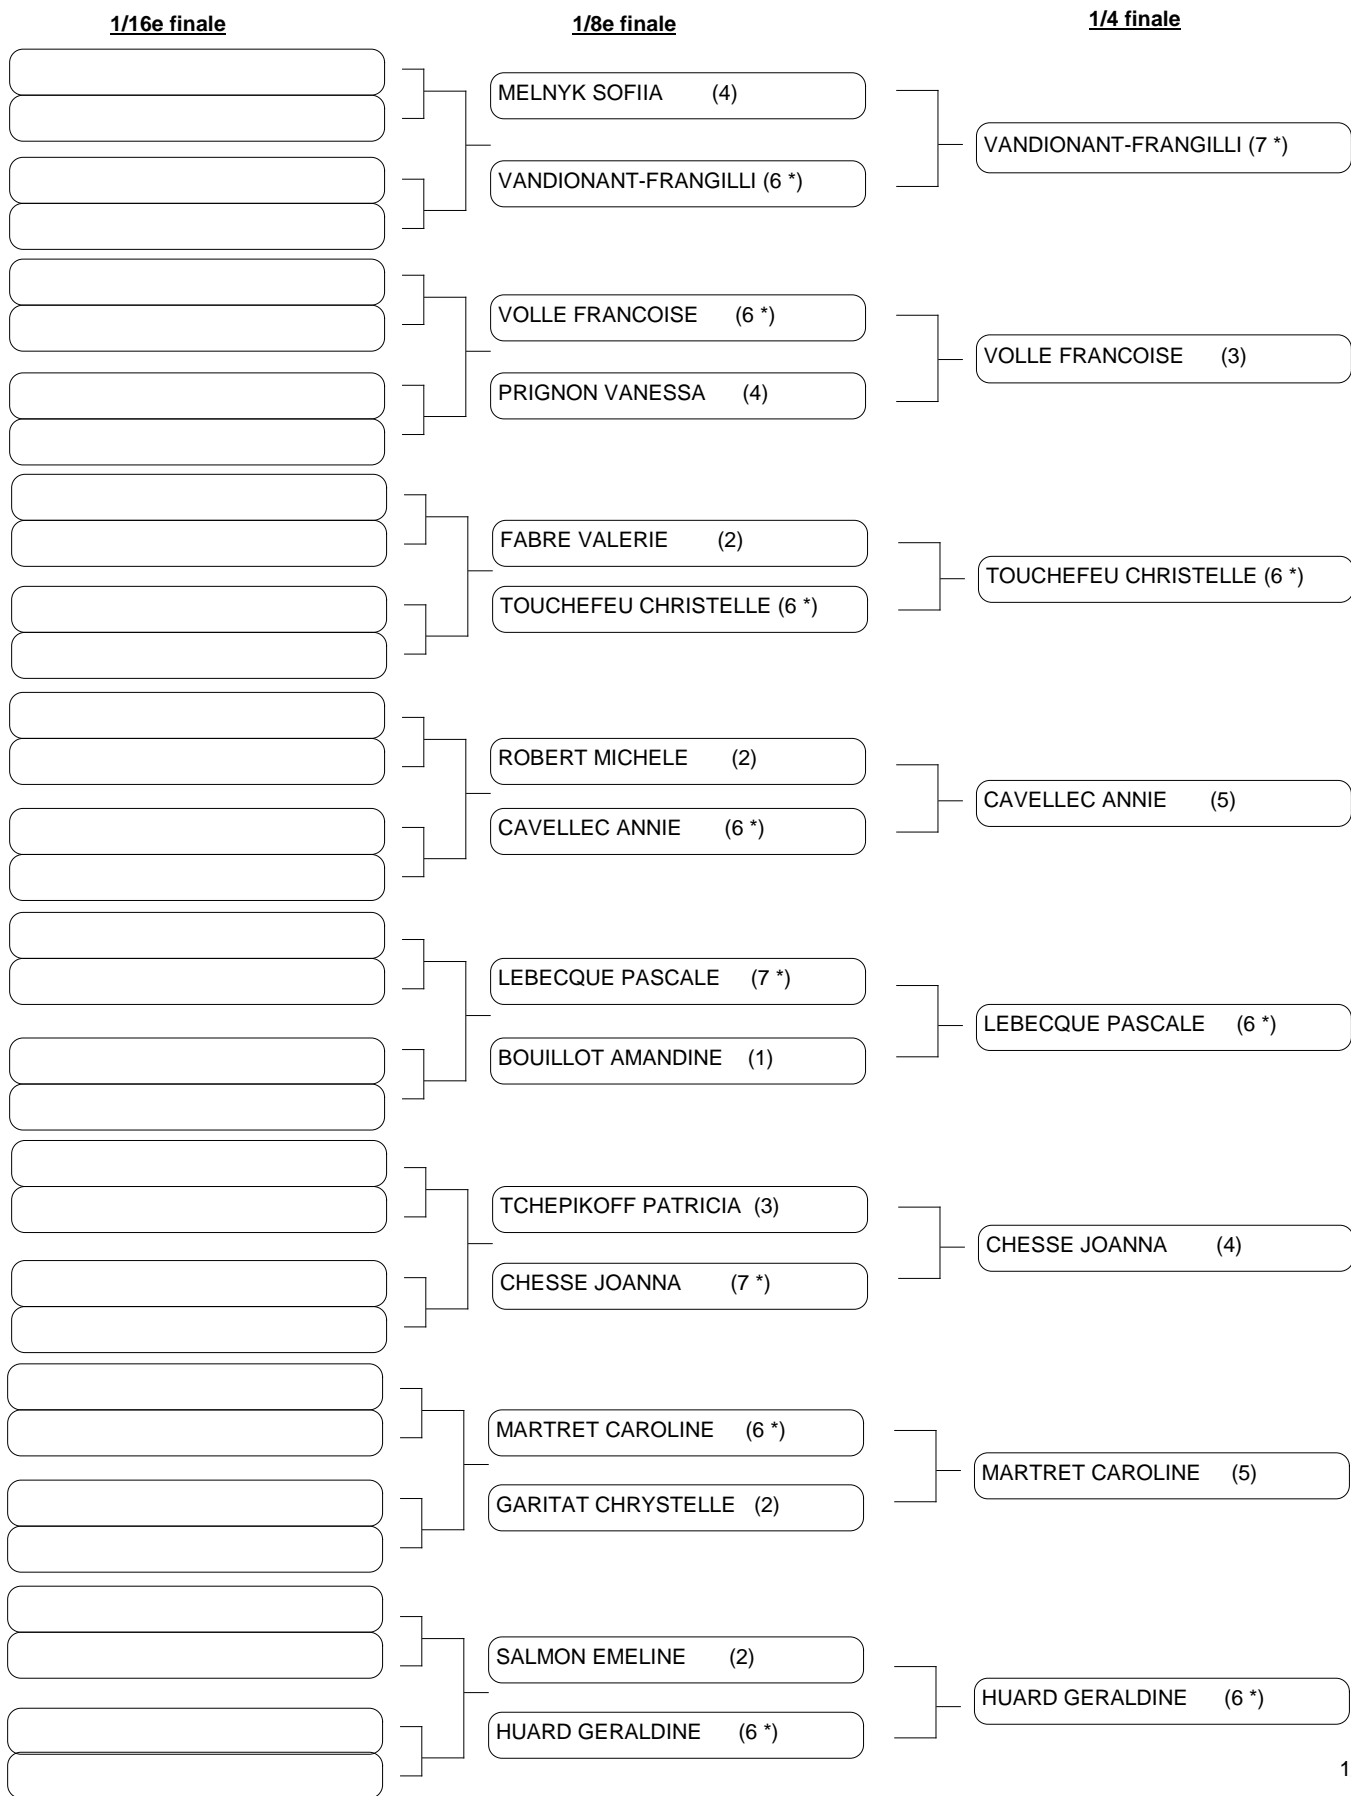 1/16e finale
1/8e finale
1/4 finale
MELNYK SOFIIA (4)
VANDIONANT-FRANGILLI (6 *)
VANDIONANT-FRANGILLI (7 *)
VOLLE FRANCOISE (6 *)
PRIGNON VANESSA (4)
VOLLE FRANCOISE (3)
FABRE VALERIE (2)
TOUCHEFEU CHRISTELLE (6 *)
TOUCHEFEU CHRISTELLE (6 *)
ROBERT MICHELE (2)
CAVELLEC ANNIE (6 *)
CAVELLEC ANNIE (5)
LEBECQUE PASCALE (7 *)
BOUILLOT AMANDINE (1)
LEBECQUE PASCALE (6 *)
TCHEPIKOFF PATRICIA (3)
CHESSE JOANNA (7 *)
CHESSE JOANNA (4)
MARTRET CAROLINE (6 *)
GARITAT CHRYSTELLE (2)
MARTRET CAROLINE (5)
SALMON EMELINE (2)
HUARD GERALDINE (6 *)
HUARD GERALDINE (6 *)
1